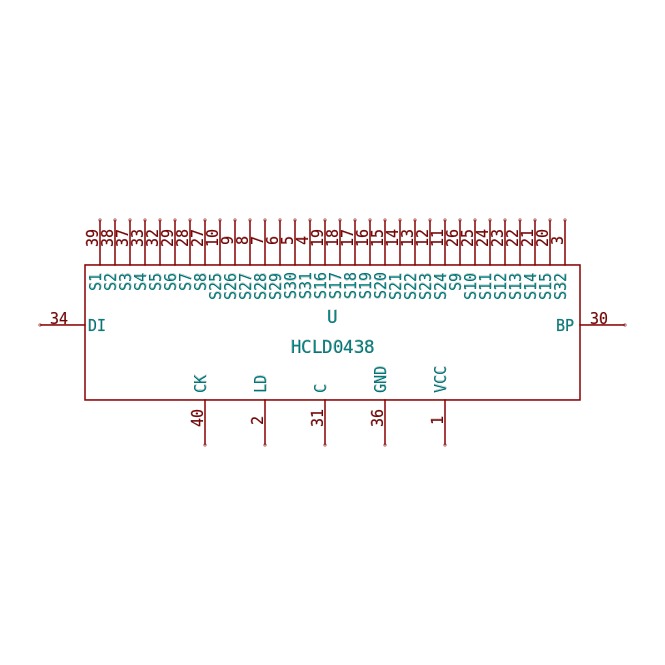 39 38 37 33 32 29 28 27 10 9 8 7 6 5 4 19 18 17 16 15 14 13 12 11 26 25 24 23 22 21 20 3
S1 S2 S3 S4 S5 S6 S7 S8 S25 S26 S27 S28 S29 S30 S31 S16 S17 S18 S19 S20 S21 S22 S23 S24 S9 S10 S11 S12 S13 S14 S15 S32
U
34 DI BP 30
HCLD0438
CK LD C GND VCC
40 2 31 36 1